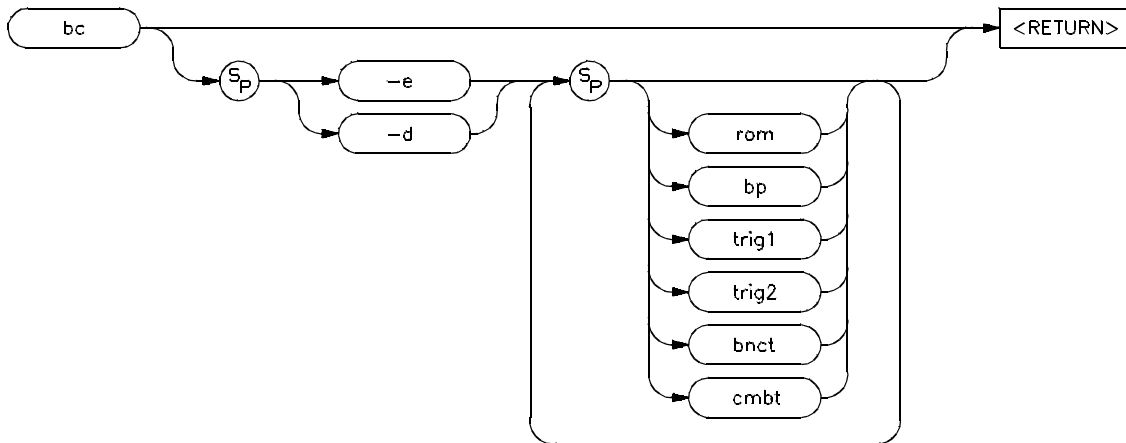 bc
<RETURN>
SP
-e
SP
-d
rom
bp
trig1
trig2
bnct
cmbt